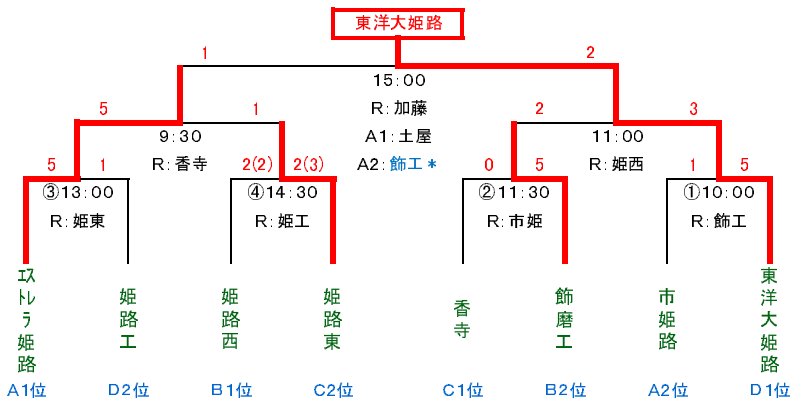 東洋大姫路
1
2
15:00
R:加藤
A1:土屋
A2:飾工*
5
1
2
3
9:30
R:香寺
11:00
R:姫西
5
1
2(2)
2(3)
0
5
1
5
③13:00
R:姫東
④14:30
R:姫工
②11:30
R:市姫
①10:00
R:飾工
ｴｽﾄﾚﾗ姫路
姫路工
姫路西
姫路東
香寺
飾磨工
市姫路
東洋大姫路
A1位
D2位
B1位
C2位
C1位
B2位
A2位
D1位